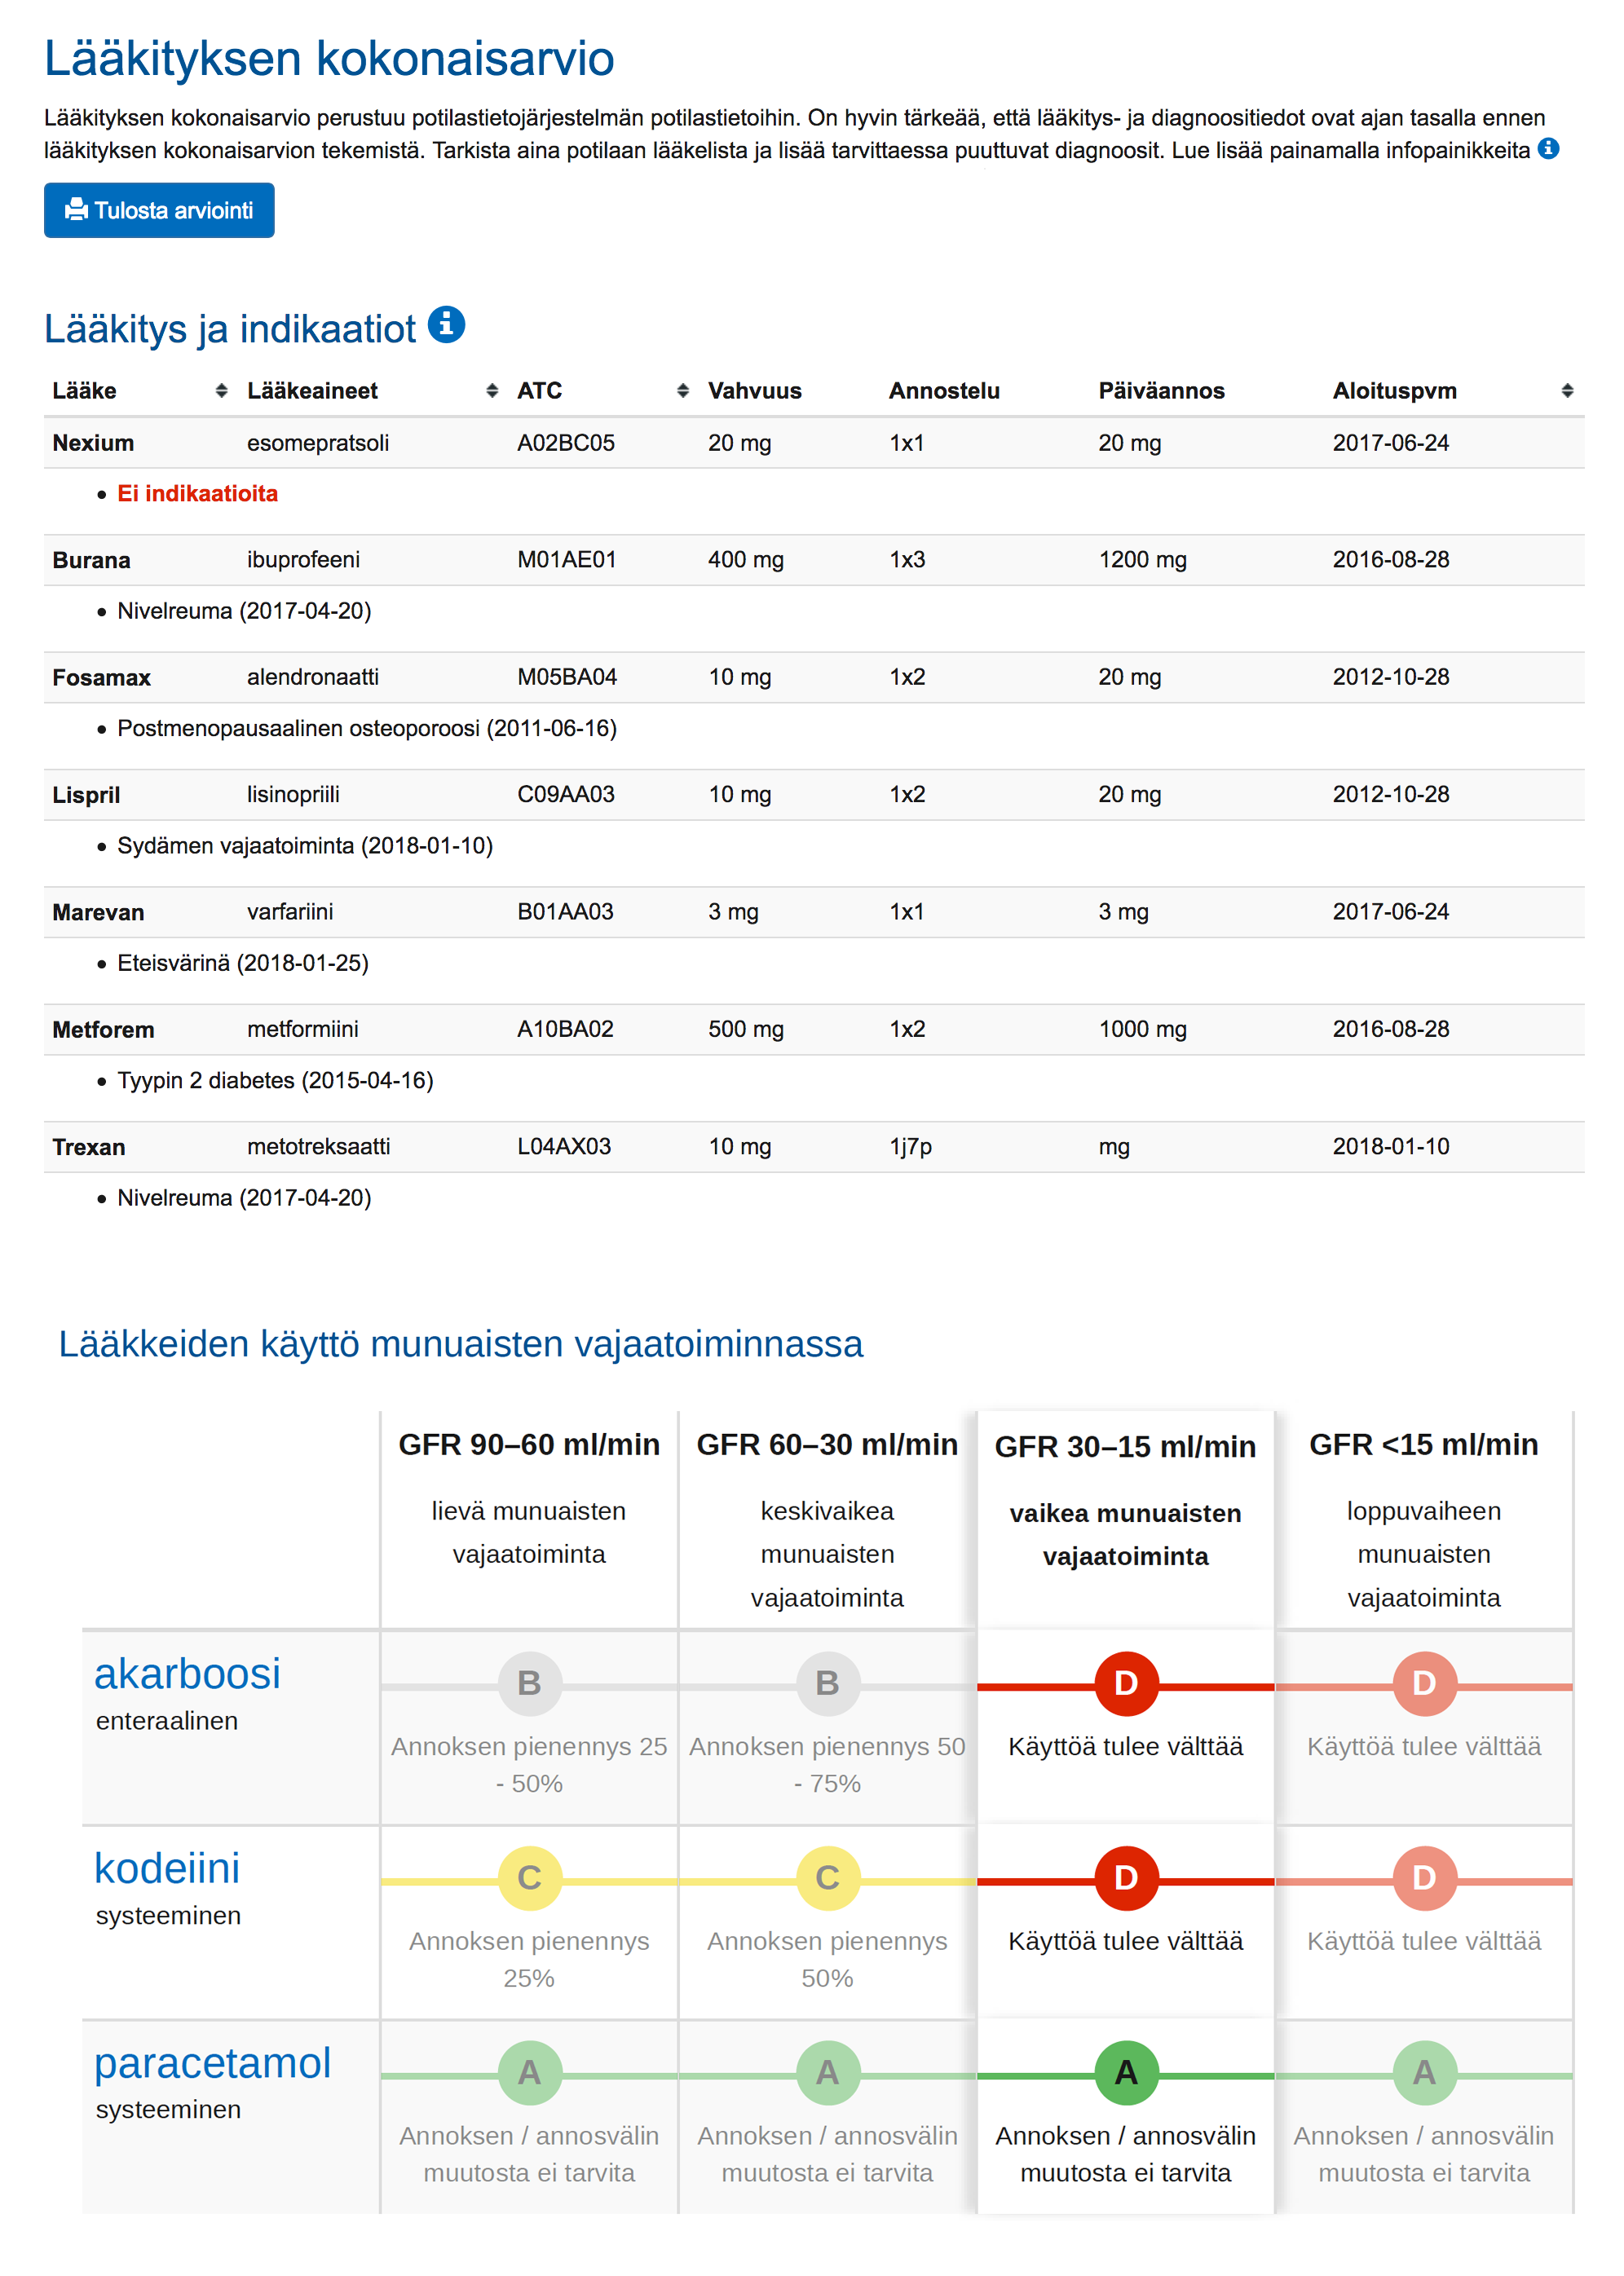 Lääkityksen kokonaisarvio
Lääkityksen kokonaisarvio perustuu potilastietojärjestelmän potilastietoihin. On hyvin tärkeää, että lääkitys- ja diagnoositiedot ovat ajan tasalla ennen
lääkityksen kokonaisarvion tekemistä. Tarkista aina potilaan lääkelista ja lisää tarvittaessa puuttuvat diagnoosit. Lue lisää painamalla infopainikkeita
Tulosta arviointi
Lääkitys ja indikaatiot
Lääke Lääkeaineet ATC Vahvuus Annostelu Päiväannos Aloituspvm
Nexium esomepratsoli A02BC05 20 mg 1x1 20 mg 2017-06-24
• Ei indikaatioita
Burana ibuprofeeni M01AE01 400 mg 1x3 1200 mg 2016-08-28
• Nivelreuma (2017-04-20)
Fosamax alendronaatti M05BA04 10 mg 1x2 20 mg 2012-10-28
• Postmenopausaalinen osteoporoosi (2011-06-16)
Lispril lisinopriili C09AA03 10 mg 1x2 20 mg 2012-10-28
• Sydämen vajaatoiminta (2018-01-10)
Marevan varfariini B01AA03 3 mg 1x1 3 mg 2017-06-24
• Eteisvärinä (2018-01-25)
Metforem metformiini A10BA02 500 mg 1x2 1000 mg 2016-08-28
• Tyypin 2 diabetes (2015-04-16)
Trexan metotreksaatti L04AX03 10 mg 1j7p mg 2018-01-10
• Nivelreuma (2017-04-20)
Lääkkeiden käyttö munuaisten vajaatoiminnassa
GFR 90–60 ml/min GFR 60–30 ml/min GFR 30–15 ml/min GFR <15 ml/min
lievä munuaisten keskivaikea vaikea munuaisten loppuvaiheen
vajaatoiminta munuaisten vajaatoiminta munuaisten
vajaatoiminta vajaatoiminta
akarboosi B B D D
enteraalinen
Annoksen pienennys 25 Annoksen pienennys 50 Käyttöä tulee välttää Käyttöä tulee välttää
- 50% - 75%
kodeiini C C D D
systeeminen
Annoksen pienennys Annoksen pienennys Käyttöä tulee välttää Käyttöä tulee välttää
25% 50%
paracetamol A A A A
systeeminen
Annoksen / annosvälin Annoksen / annosvälin Annoksen / annosvälin Annoksen / annosvälin
muutosta ei tarvita muutosta ei tarvita muutosta ei tarvita muutosta ei tarvita